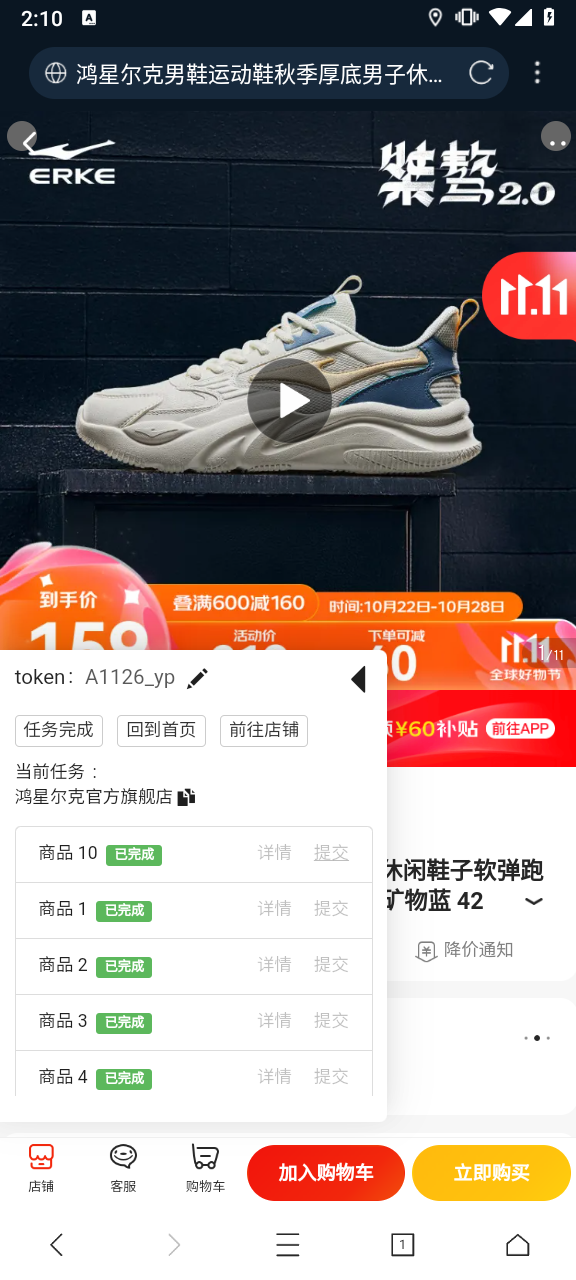 2:10
鸿星尔克男鞋运动鞋秋季厚底男子休...
ERKE
桀骜2.0
11.11
到手价
叠满600减160
时间:10月22日-10月28日
159
活动价
下单可减
60
11.11
1/11
全球好物节
token: A1126_yp
¥60补贴
前往APP
任务完成
回到首页
前往店铺
当前任务：
鸿星尔克官方旗舰店
商品 10 已完成 详情 提交
休闲鞋子软弹跑
矿物蓝 42
商品 1 已完成 详情 提交
降价通知
商品 2 已完成 详情 提交
商品 3 已完成 详情 提交
商品 4 已完成 详情 提交
店铺
客服
购物车
加入购物车
立即购买
1